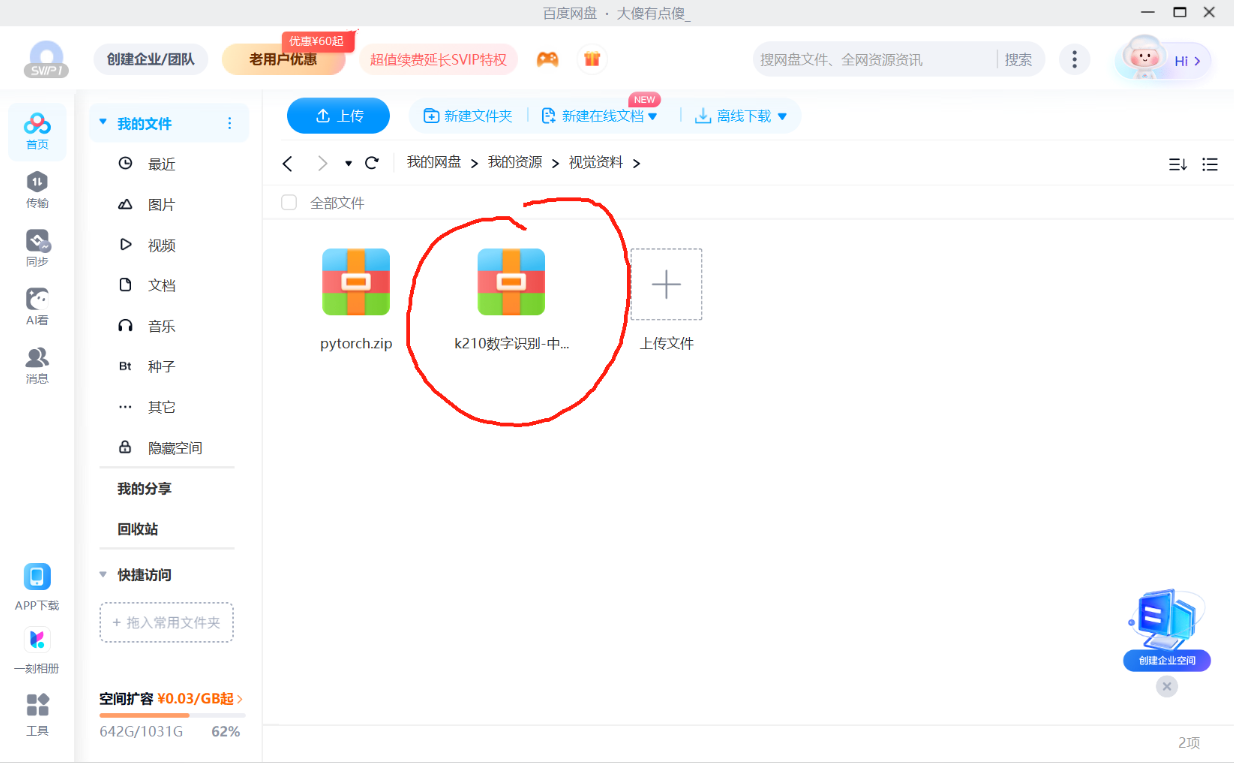 百度网盘 · 大傻有点傻_
优惠¥60起
SVIP1
创建企业/团队
老用户优惠
超值续费延长SVIP特权
搜网盘文件、全网资源资讯
搜索
Hi >
首页
传输
同步
AI看
消息
APP下载
一刻相册
工具
我的文件
最近
图片
视频
文档
音乐
Bt 种子
其它
隐藏空间
我的分享
回收站
快捷访问
+ 拖入常用文件夹
空间扩容 ¥0.03/GB起 >
642G/1031G 62%
上传
新建文件夹
新建在线文档
NEW
离线下载
我的网盘 > 我的资源 > 视觉资料 >
全部文件
pytorch.zip
k210数字识别-中...
上传文件
创建企业空间
2项